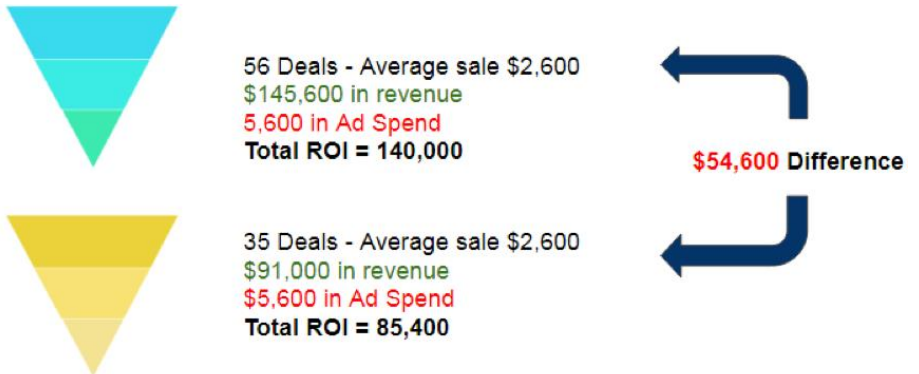 56 Deals - Average sale $2,600
$145,600 in revenue
5,600 in Ad Spend
Total ROI = 140,000
$54,600 Difference
35 Deals - Average sale $2,600
$91,000 in revenue
$5,600 in Ad Spend
Total ROI = 85,400